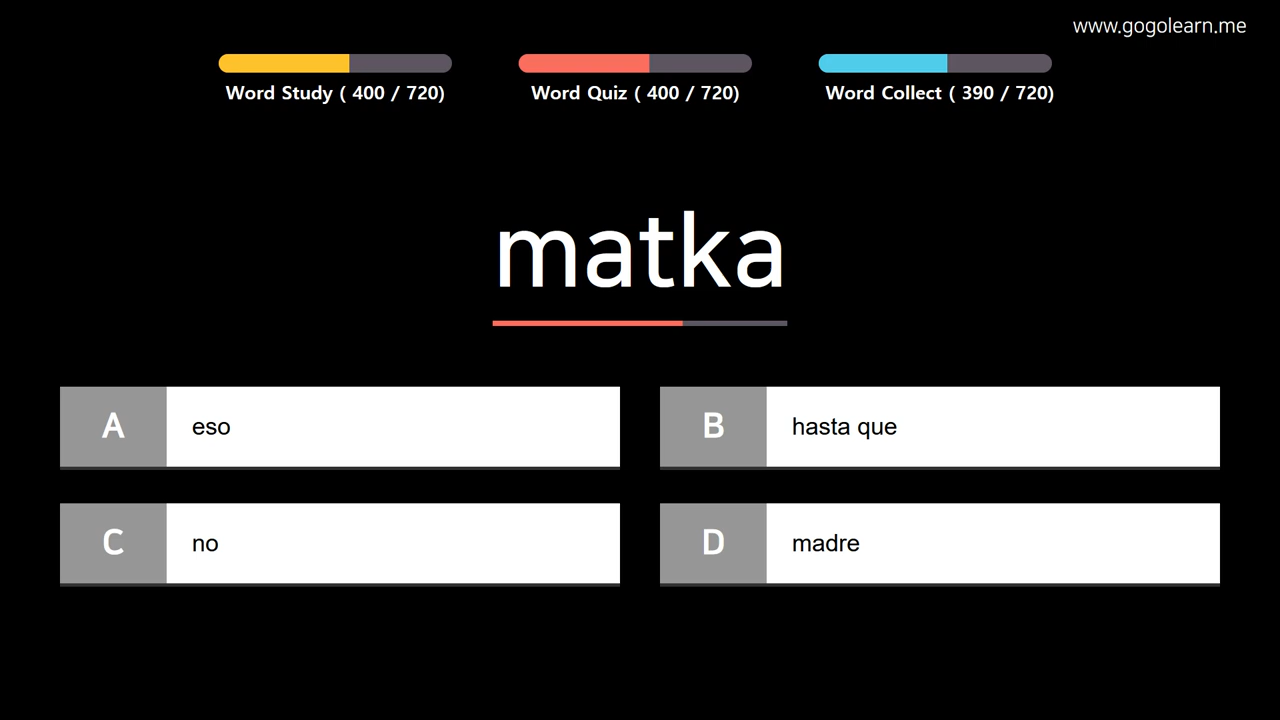 www.gogolearn.me
Word Study ( 400 / 720)
Word Quiz ( 400 / 720)
Word Collect ( 390 / 720)
matka
A eso
B hasta que
C no
D madre